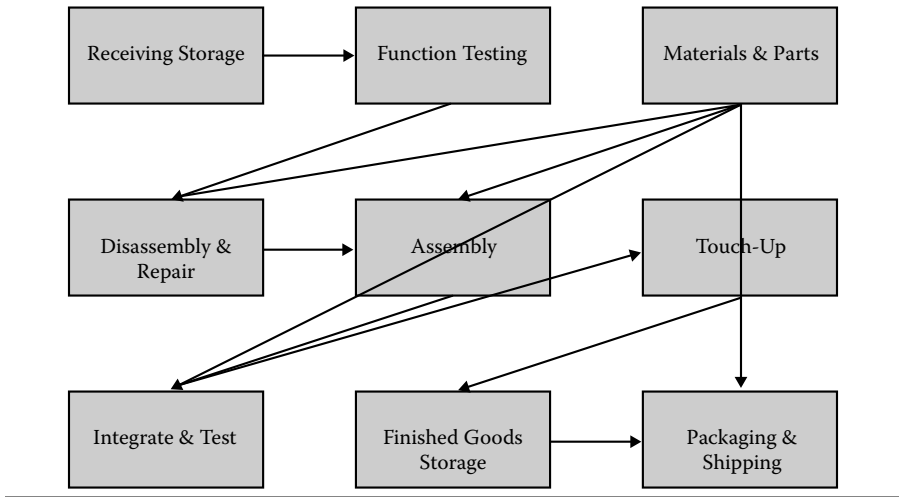 Receiving Storage
Function Testing
Materials & Parts
Disassembly &
Repair
Assembly
Touch-Up
Integrate & Test
Finished Goods
Storage
Packaging &
Shipping